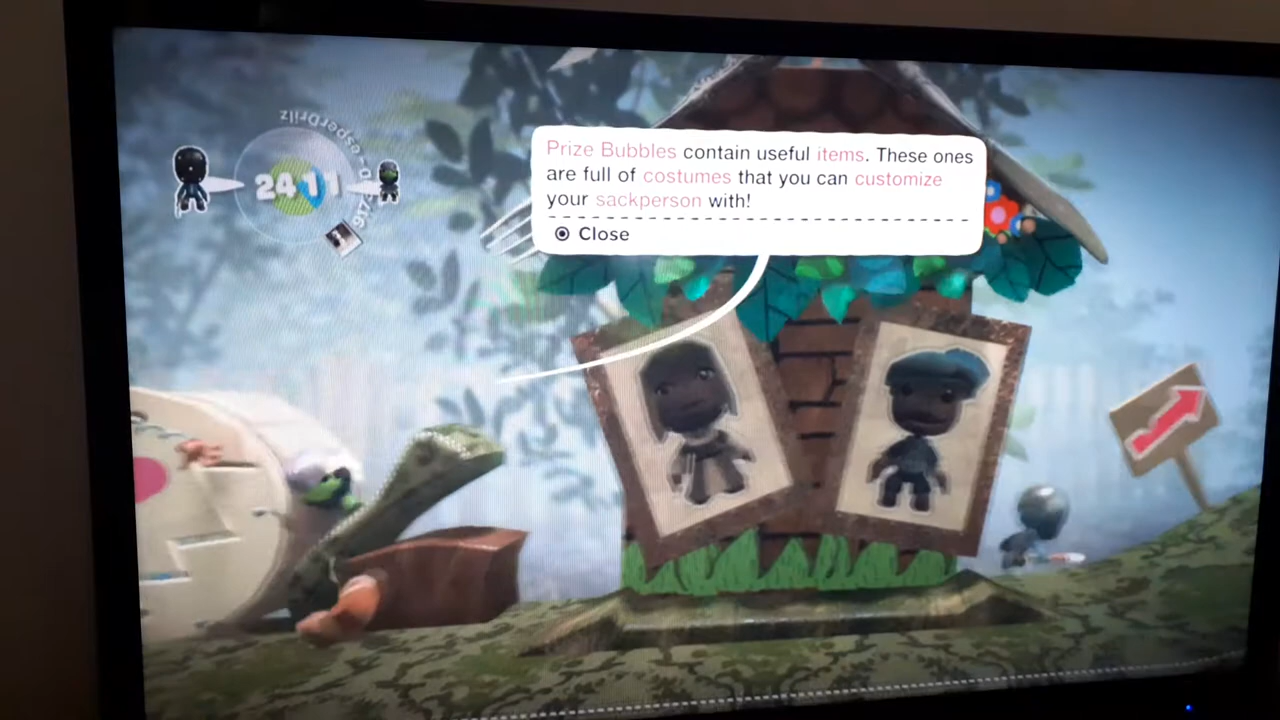 Prize Bubbles contain useful items. These ones
are full of costumes that you can customize
your sackperson with!
Close
2411